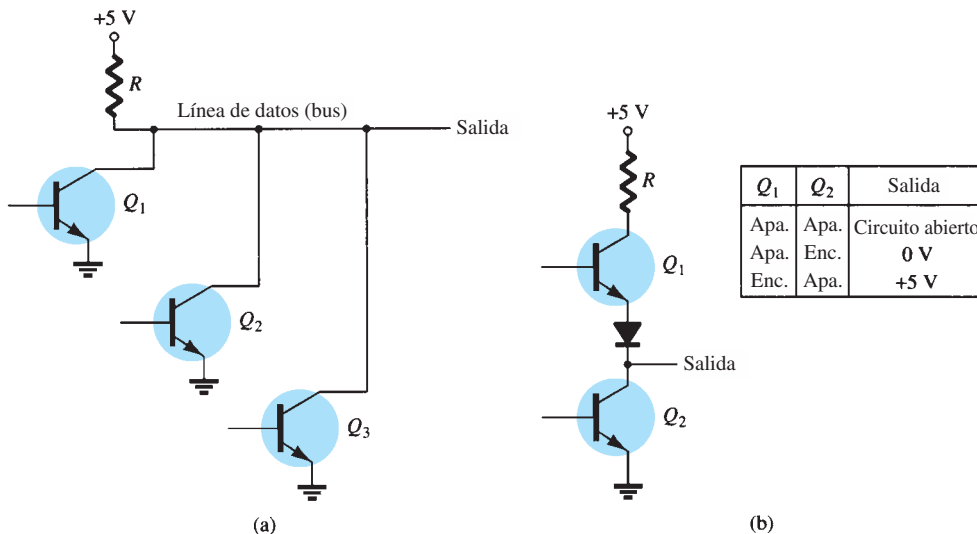 +5 V
R
Línea de datos (bus)
Salida
Q1
Q2
Q3
(a)
+5 V
R
Q1
Salida
Q2
(b)
Q1 Q2 Salida
Apa. Apa. Circuito abierto
Apa. Enc. 0 V
Enc. Apa. +5 V